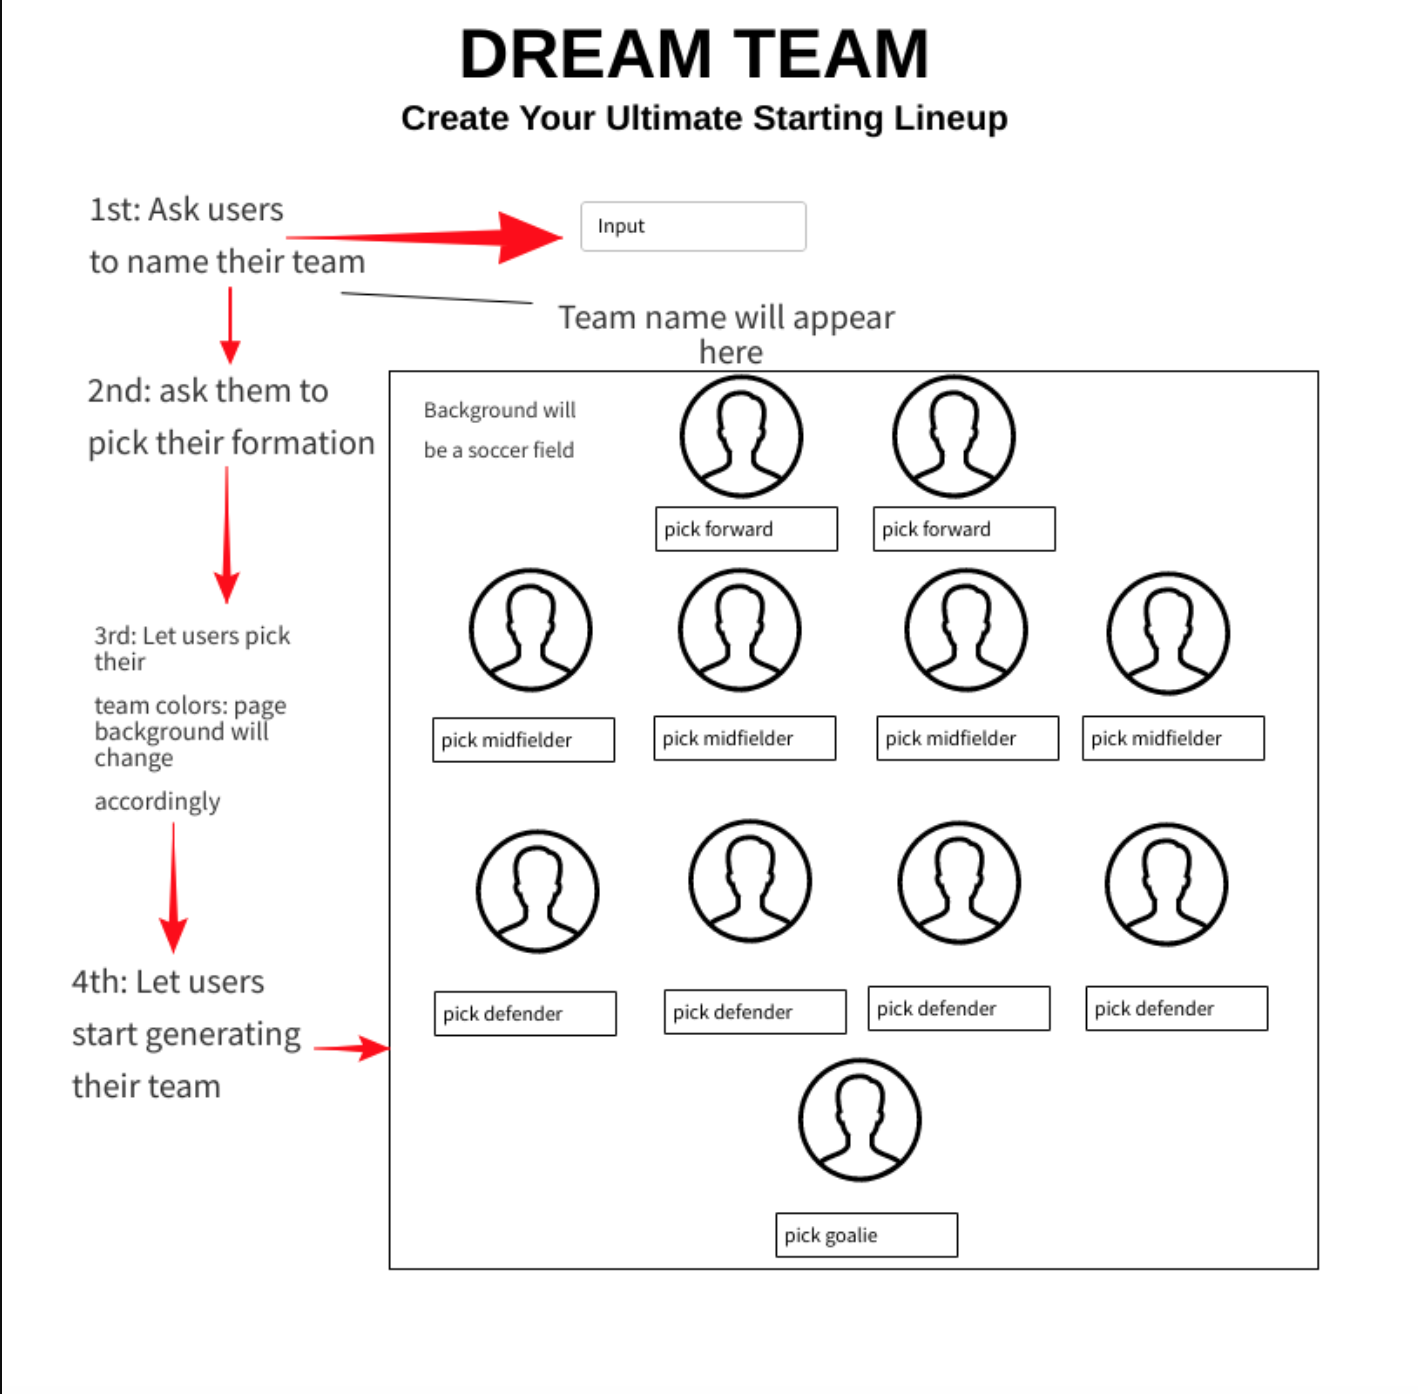 DREAM TEAM
Create Your Ultimate Starting Lineup
1st: Ask users
to name their team
Input
Team name will appear
here
2nd: ask them to
pick their formation
Background will
be a soccer field
pick forward
pick forward
3rd: Let users pick
their
team colors: page
background will
change
accordingly
pick midfielder
pick midfielder
pick midfielder
pick midfielder
4th: Let users
start generating
their team
pick defender
pick defender
pick defender
pick defender
pick goalie